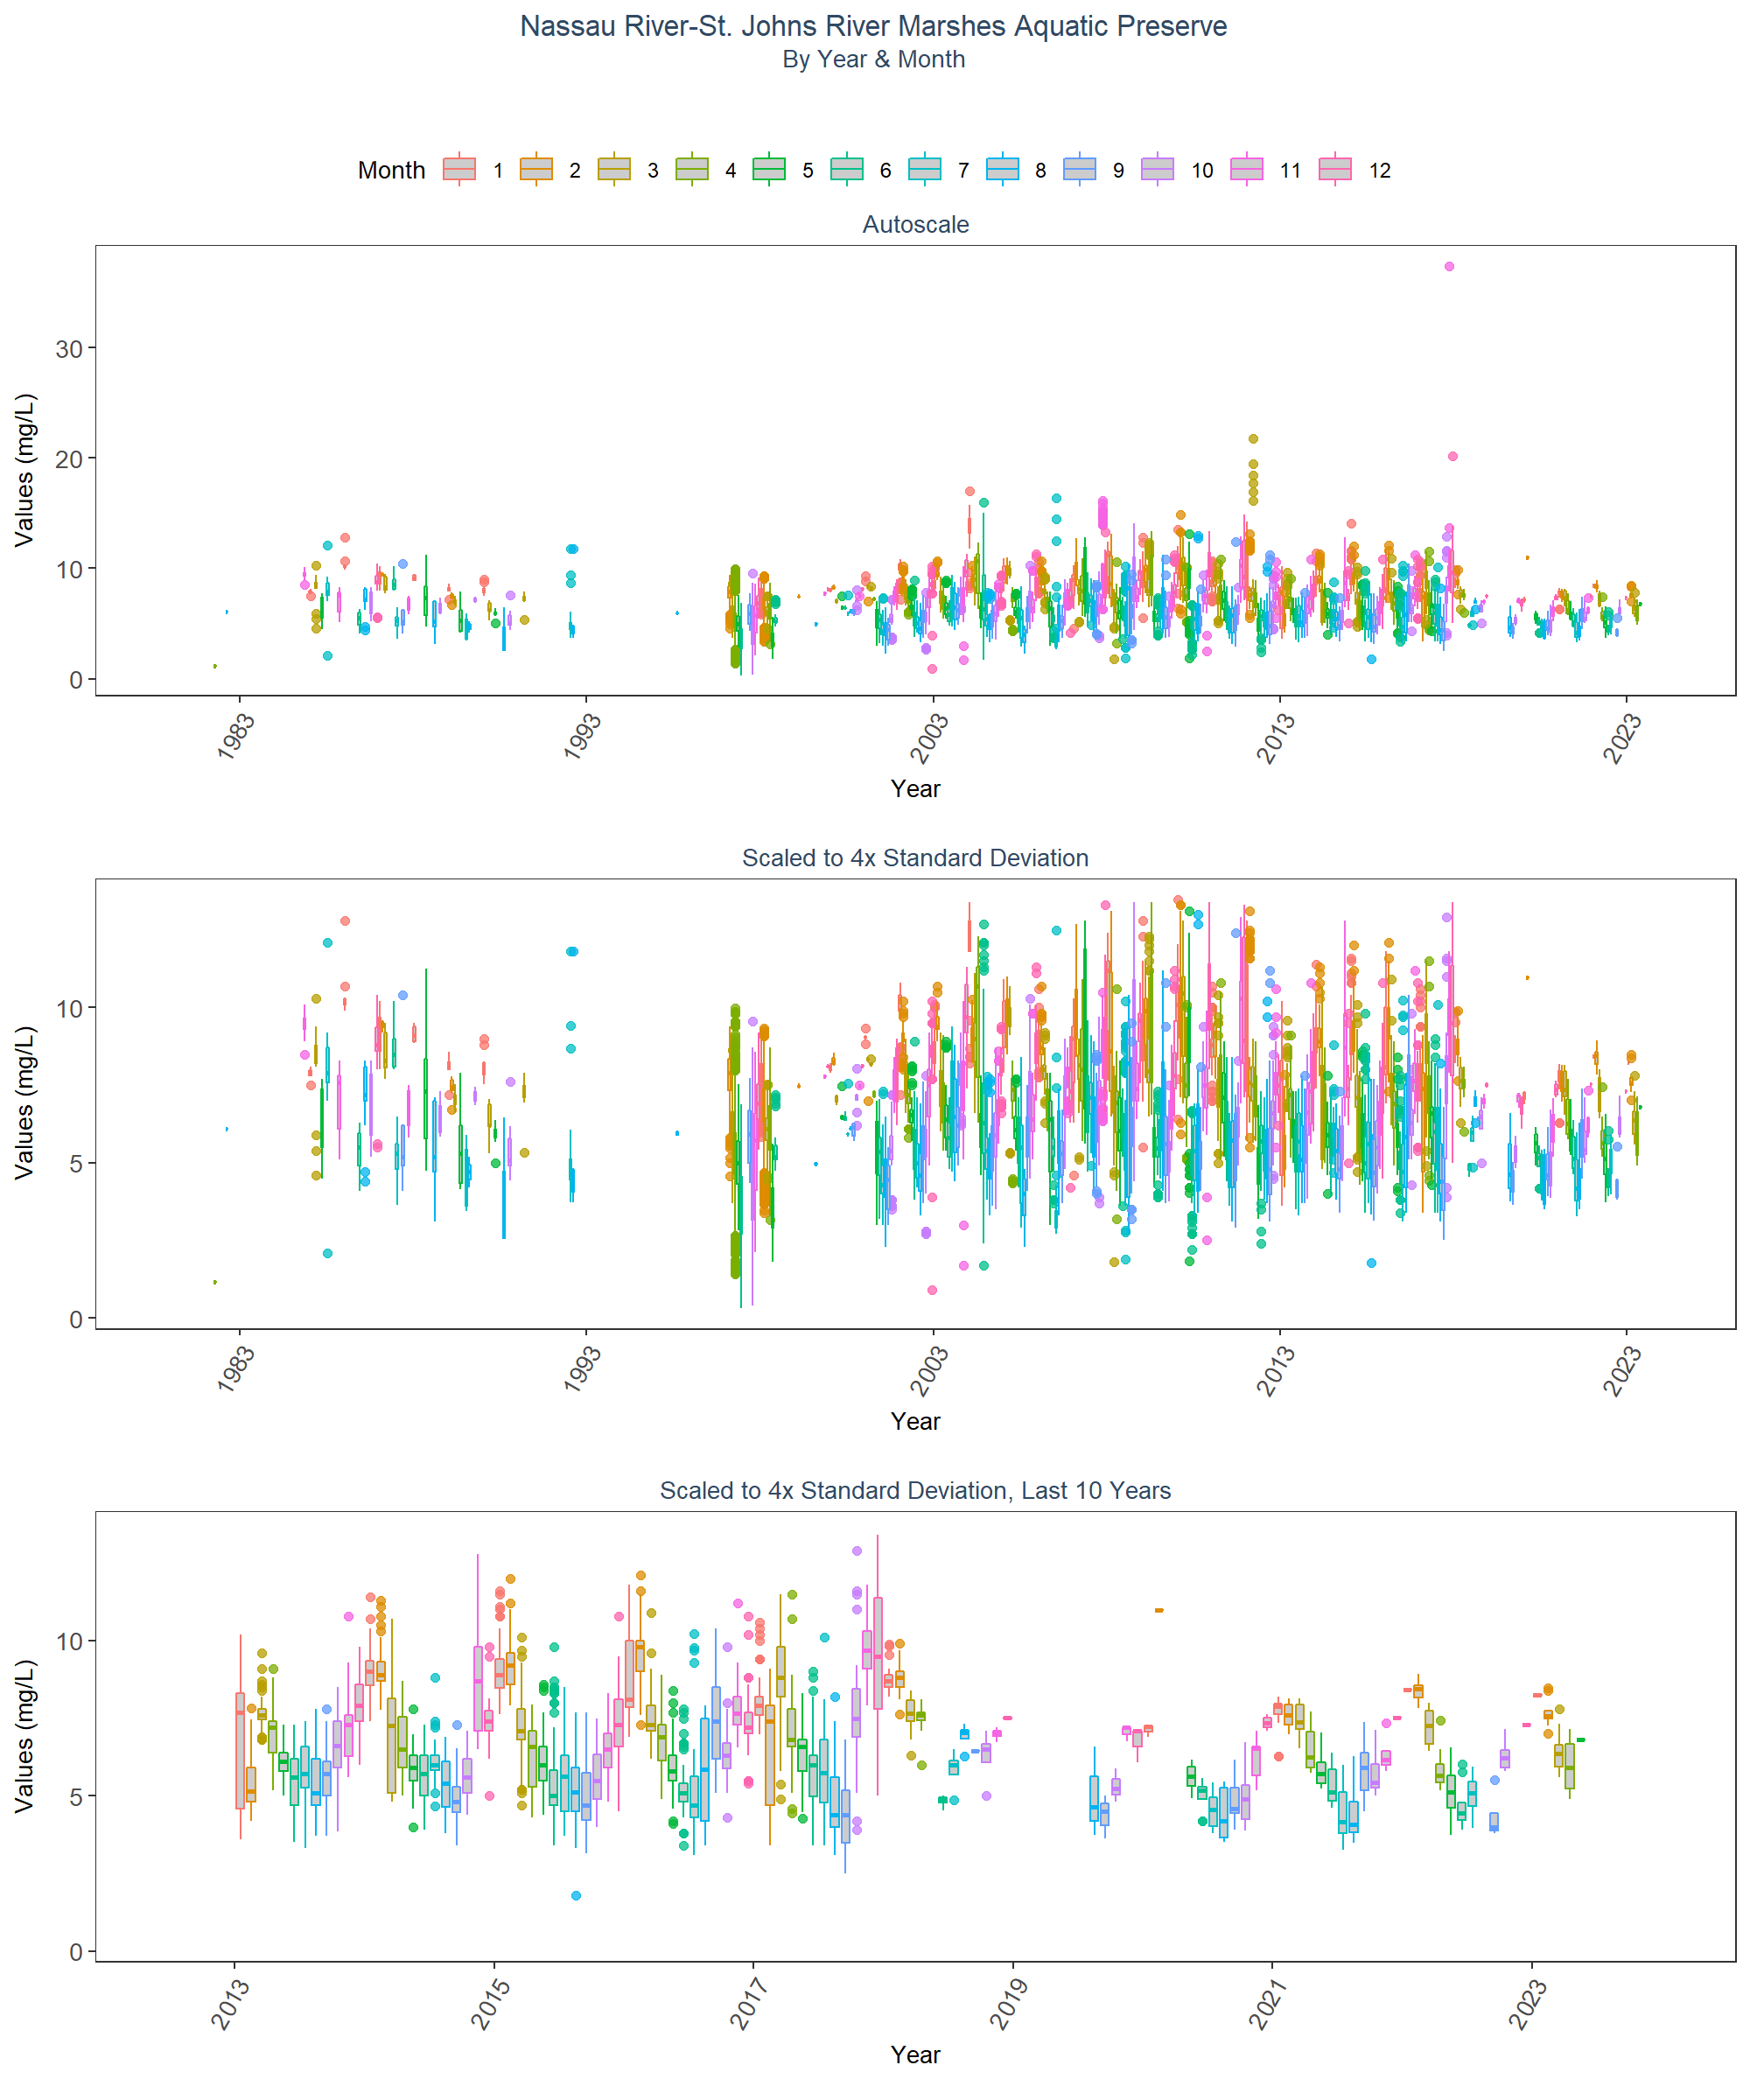 Nassau River-St. Johns River Marshes Aquatic Preserve
By Year & Month
Month 1 2 3 4 5 6 7 8 9 10 11 12
Autoscale
Values (mg/L)
30
20
10
0
1983 1993 2003 2013 2023
Year
Scaled to 4x Standard Deviation
Values (mg/L)
10
5
0
1983 1993 2003 2013 2023
Year
Scaled to 4x Standard Deviation, Last 10 Years
Values (mg/L)
10
5
0
2013 2015 2017 2019 2021 2023
Year